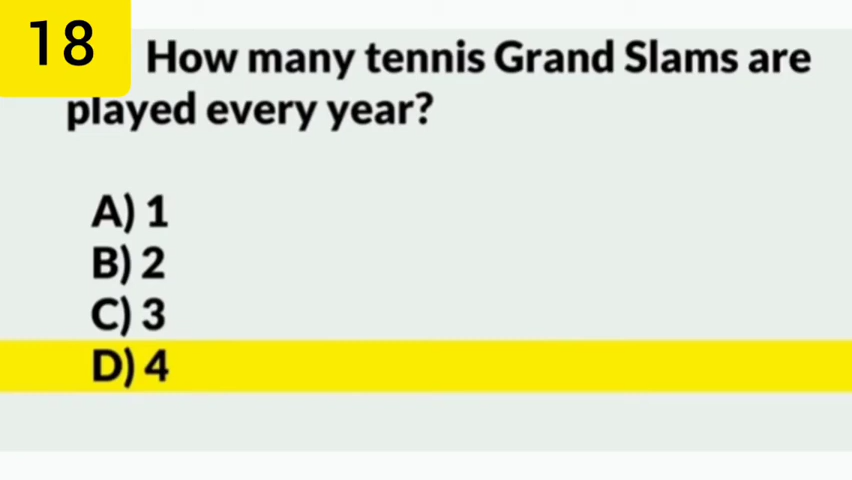 18
How many tennis Grand Slams are
played every year?
A) 1
B) 2
C) 3
D) 4